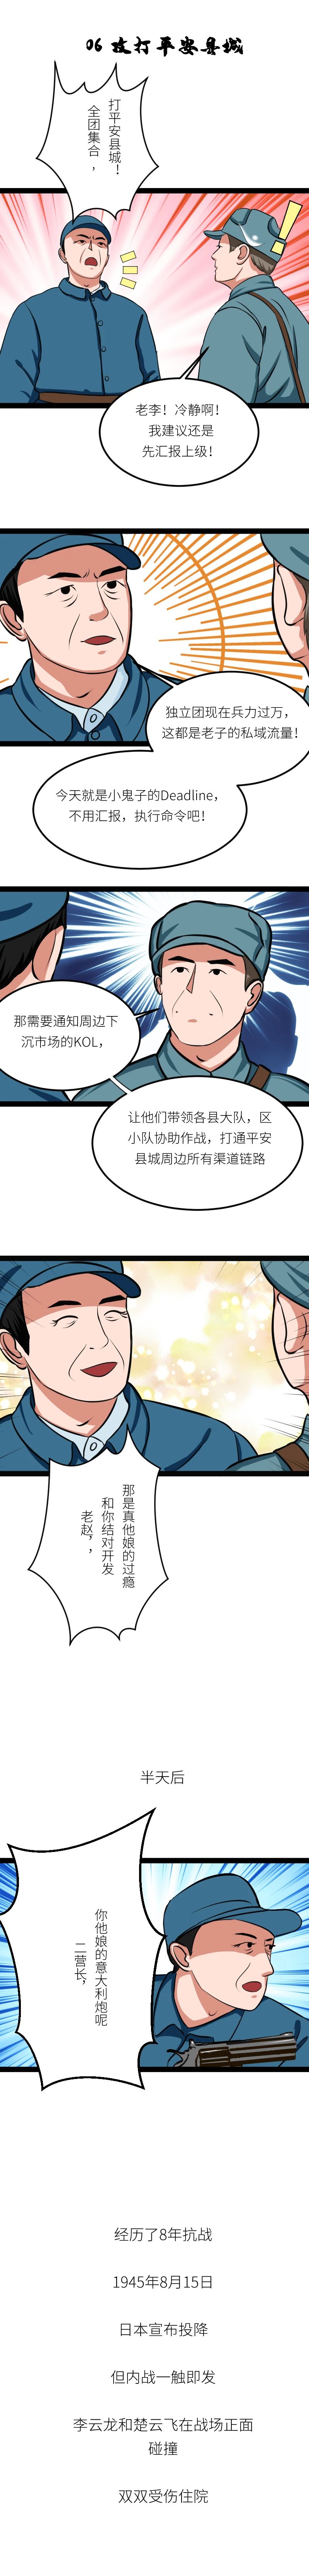 06 攻打平安县城
全团集合，
打平安县城！
老李！冷静啊！
我建议还是
先汇报上级！
独立团现在兵力过万，
这都是老子的私域流量！
今天就是小鬼子的Deadline，
不用汇报，执行命令吧！
那需要通知周边下
沉市场的KOL，
让他们带领各县大队，区
小队协助作战，打通平安
县城周边所有渠道链路
老赵，，
和你结对开发
那是真他娘的过瘾
半天后
二营长，
你他娘的意大利炮呢
经历了8年抗战
1945年8月15日
日本宣布投降
但内战一触即发
李云龙和楚云飞在战场正面
碰撞
双双受伤住院